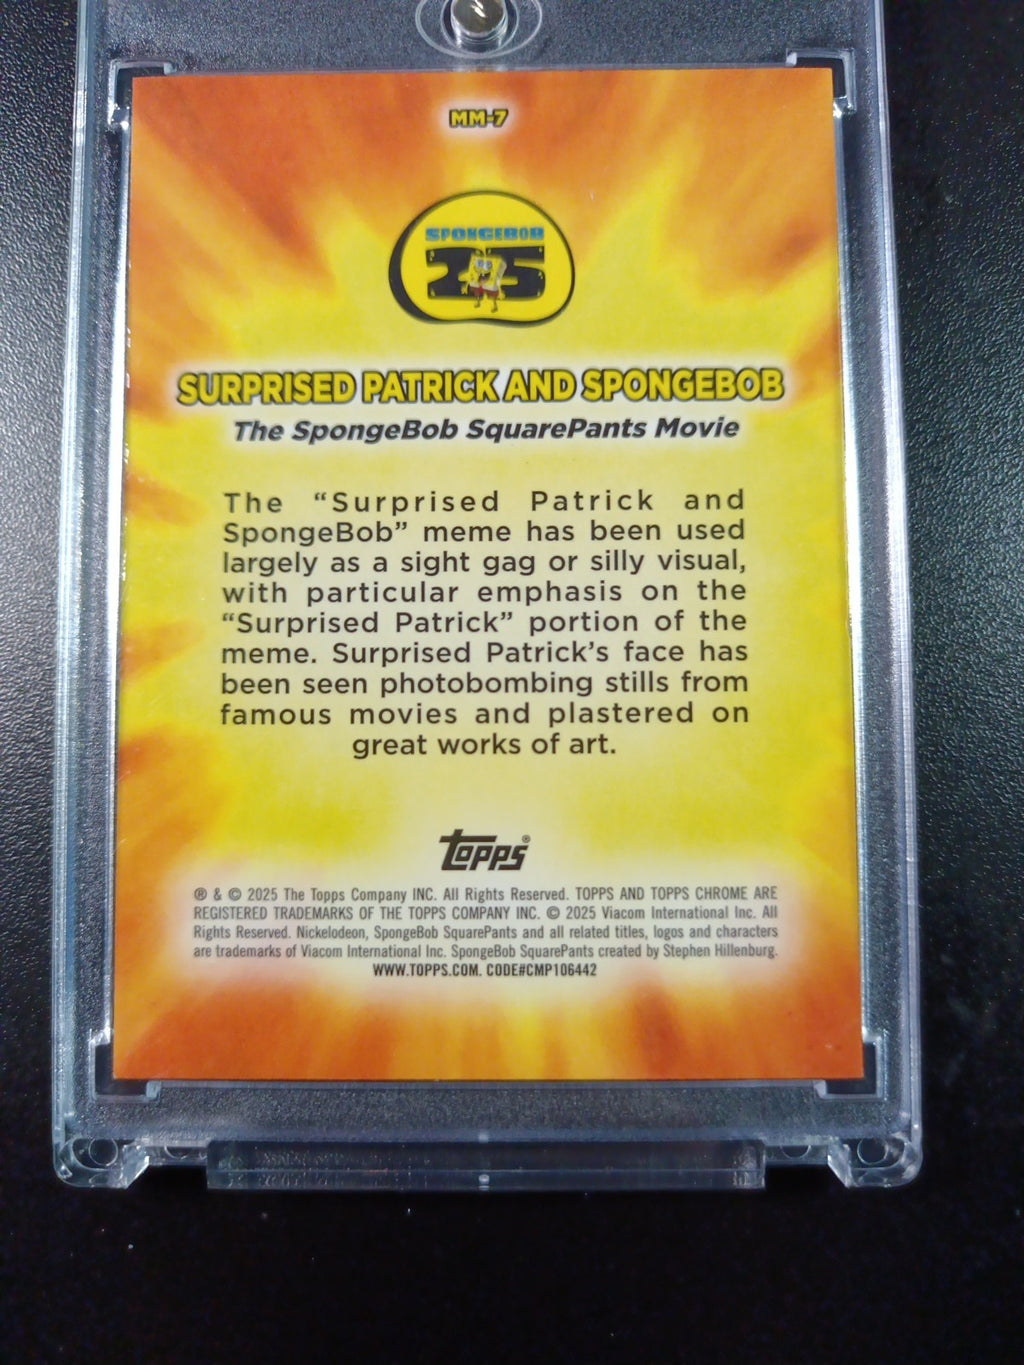 MM-7
SPONGEBOB
25
SURPRISED PATRICK AND SPONGEBOB
The SpongeBob SquarePants Movie
The “Surprised Patrick and
SpongeBob” meme has been used
largely as a sight gag or silly visual,
with particular emphasis on the
“Surprised Patrick” portion of the
meme. Surprised Patrick’s face has
been seen photobombing stills from
famous movies and plastered on
great works of art.
Topps®
® & © 2025 The Topps Company INC. All Rights Reserved. TOPPS AND TOPPS CHROME ARE
REGISTERED TRADEMARKS OF THE TOPPS COMPANY INC. © 2025 Viacom International Inc. All
Rights Reserved. Nickelodeon, SpongeBob SquarePants and all related titles, logos and characters
are trademarks of Viacom International Inc. SpongeBob SquarePants created by Stephen Hillenburg.
WWW.TOPPS.COM. CODE#CMP106442